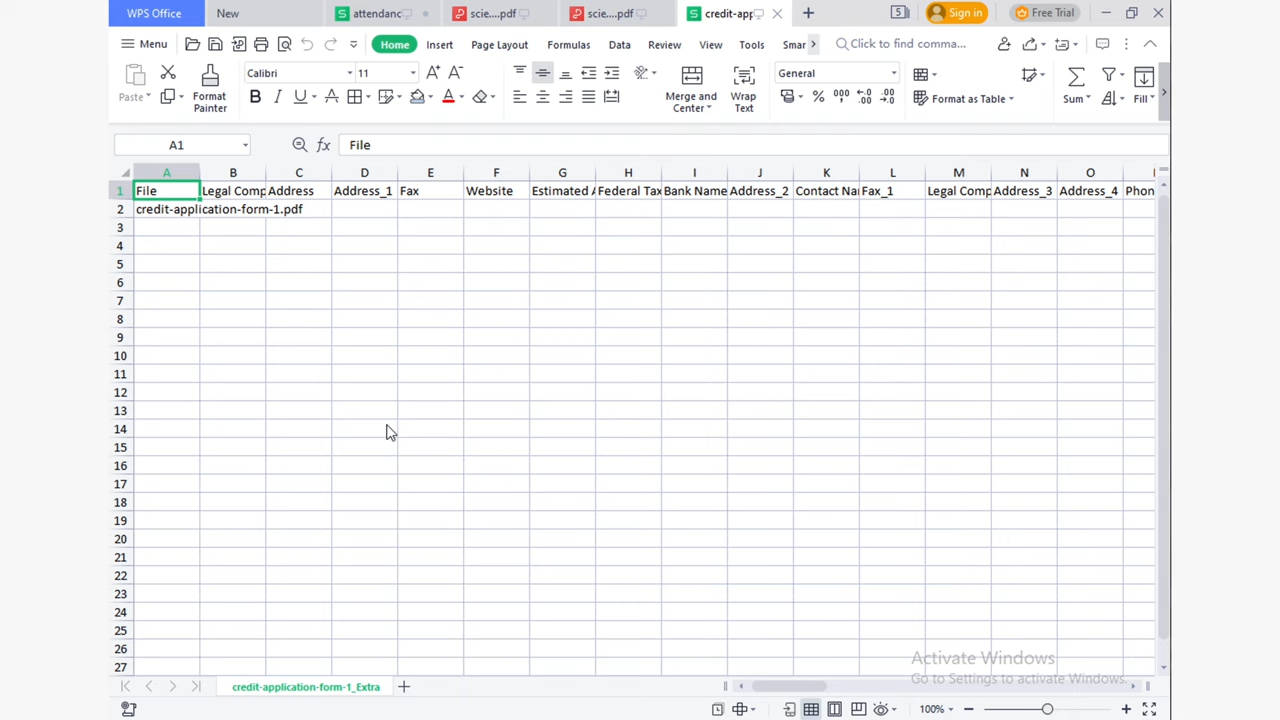 WPS Office New attendanc scie....pdf scie....pdf credit-app Sign in Free Trial
Menu Home Insert Page Layout Formulas Data Review View Tools Smar Click to find comma...
Paste Format Painter Calibri 11 Merge and Center Wrap Text General Format as Table Sum Fill
A1 fx File
A B C D E F G H I J K L M N O
1 File Legal Comp Address Address_1 Fax Website Estimated A Federal Tax Bank Name Address_2 Contact Na Fax_1 Legal Comp Address_3 Address_4 Phon
2 credit-application-form-1.pdf
3
4
5
6
7
8
9
10
11
12
13
14
15
16
17
18
19
20
21
22
23
24
25
26
27
Activate Windows
Go to Settings to activate Windows.
credit-application-form-1_Extra
100%